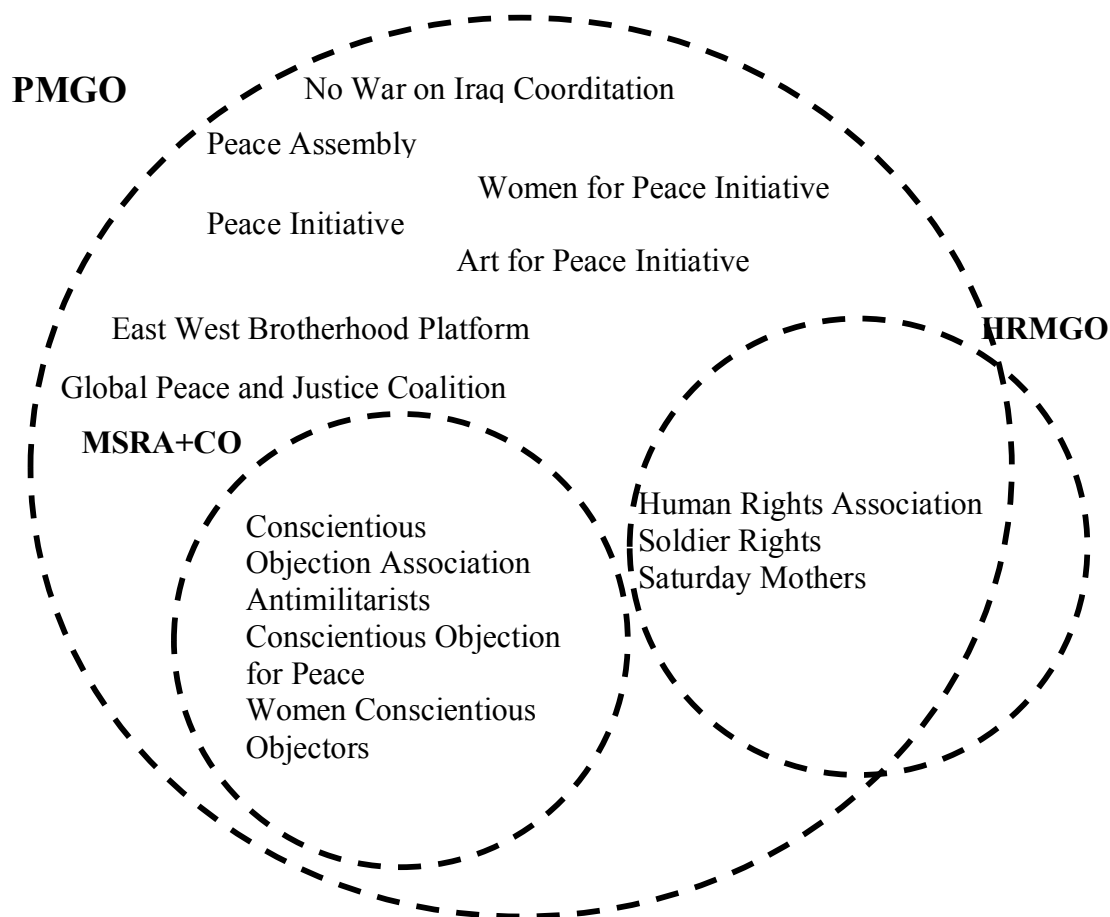 PMGO
No War on Iraq Coorditation
Peace Assembly
Women for Peace Initiative
Peace Initiative
Art for Peace Initiative
East West Brotherhood Platform
HRMGO
Global Peace and Justice Coalition
MSRA+CO
Conscientious
Objection Association
Antimilitarists
Conscientious Objection
for Peace
Women Conscientious
Objectors
Human Rights Association
Soldier Rights
Saturday Mothers